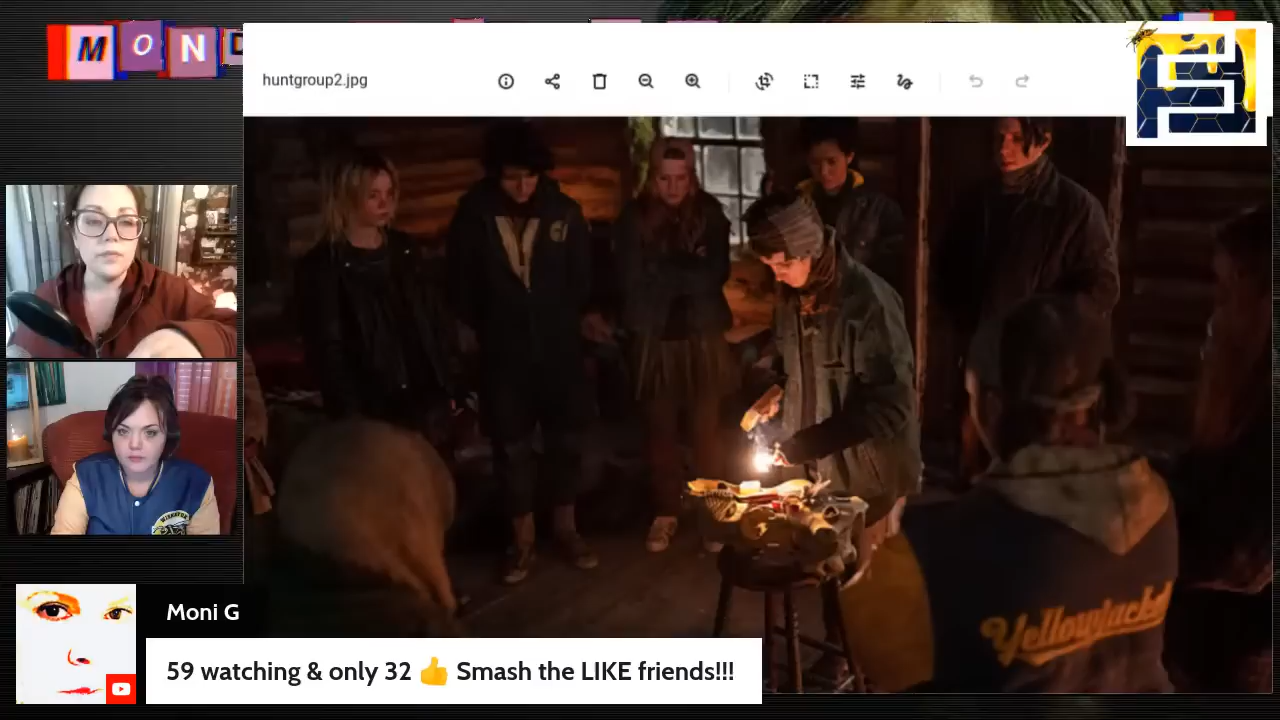 MOND
huntgroup2.jpg
Yellowjackets
Moni G
59 watching & only 32 👍 Smash the LIKE friends!!!